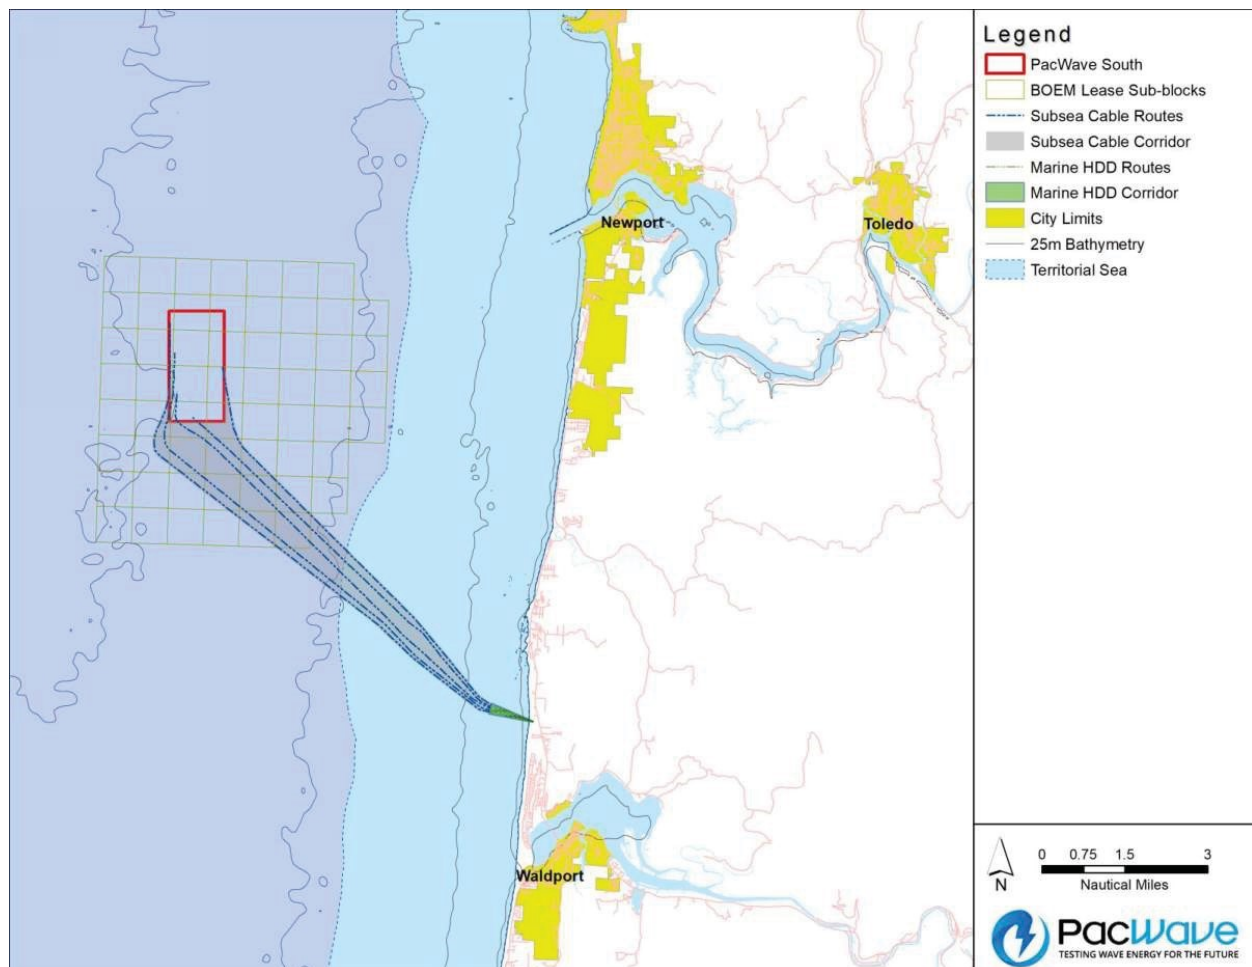 Newport
Toledo
Waldport
Legend
PacWave South
BOEM Lease Sub-blocks
Subsea Cable Routes
Subsea Cable Corridor
Marine HDD Routes
Marine HDD Corridor
City Limits
25m Bathymetry
Territorial Sea
N
0 0.75 1.5 3
Nautical Miles
PacWave
TESTING WAVE ENERGY FOR THE FUTURE